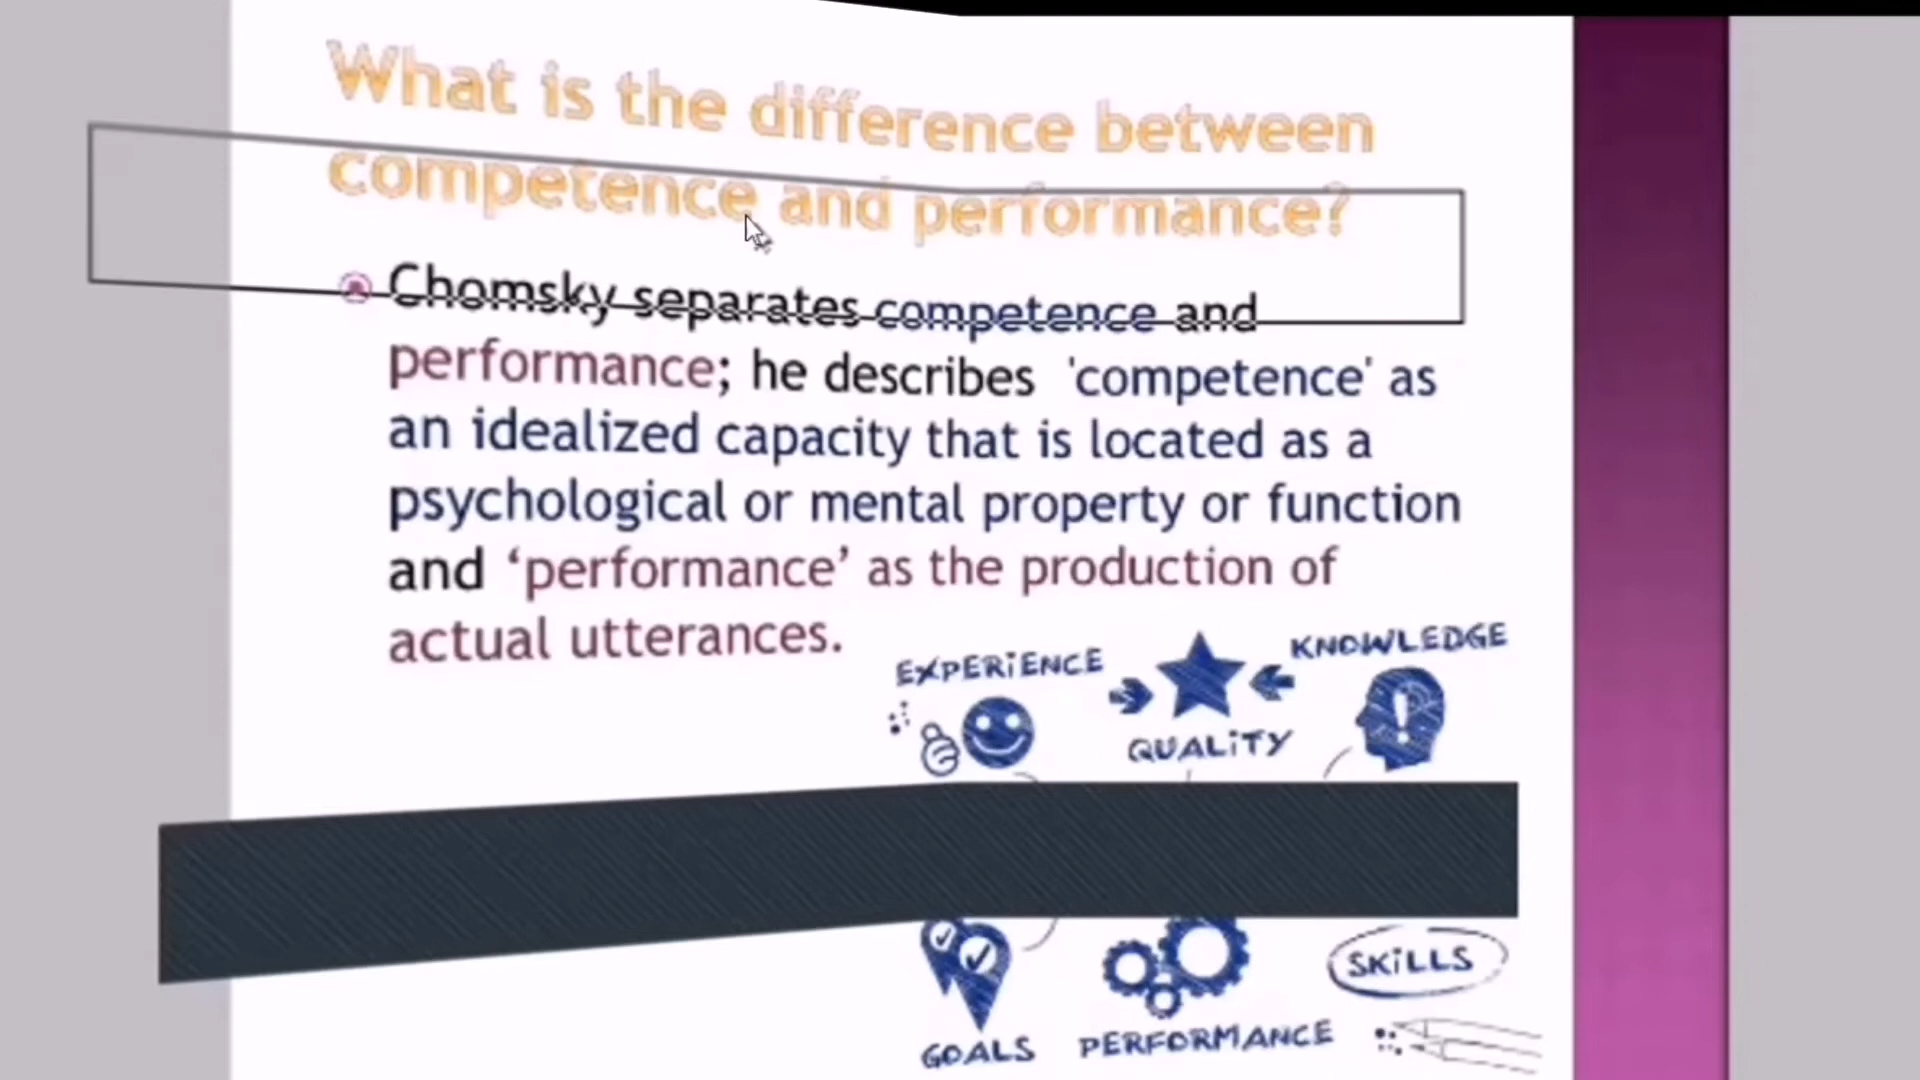 What is the difference between
competence and performance?
Chomsky separates competence and
performance; he describes 'competence' as
an idealized capacity that is located as a
psychological or mental property or function
and ‘performance’ as the production of
actual utterances.
EXPERiENCE
KNOWLEDGE
QUALiTY
SKiLLS
GOALS
PERFORMANCE